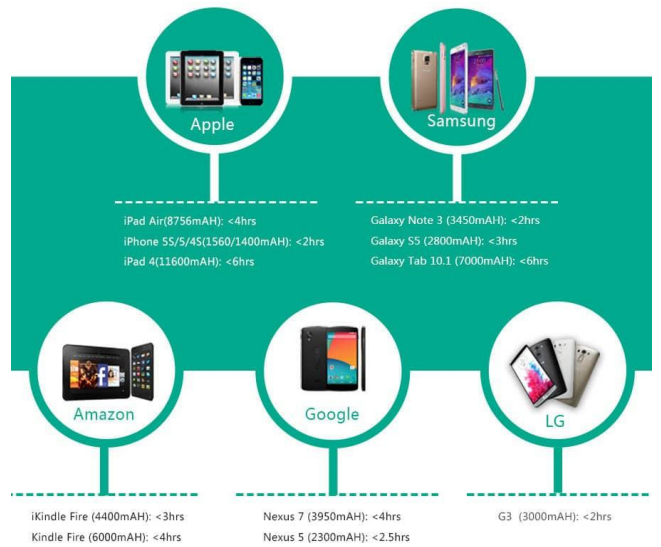 Apple
Samsung
iPad Air(8756mAH): <4hrs
iPhone 5S/5/4S(1560/1400mAH): <2hrs
iPad 4(11600mAH): <6hrs
Galaxy Note 3 (3450mAH): <2hrs
Galaxy S5 (2800mAH): <3hrs
Galaxy Tab 10.1 (7000mAH): <6hrs
Amazon
Google
LG
iKindle Fire (4400mAH): <3hrs
Kindle Fire (6000mAH): <4hrs
Nexus 7 (3950mAH): <4hrs
Nexus 5 (2300mAH): <2.5hrs
G3 (3000mAH): <2hrs